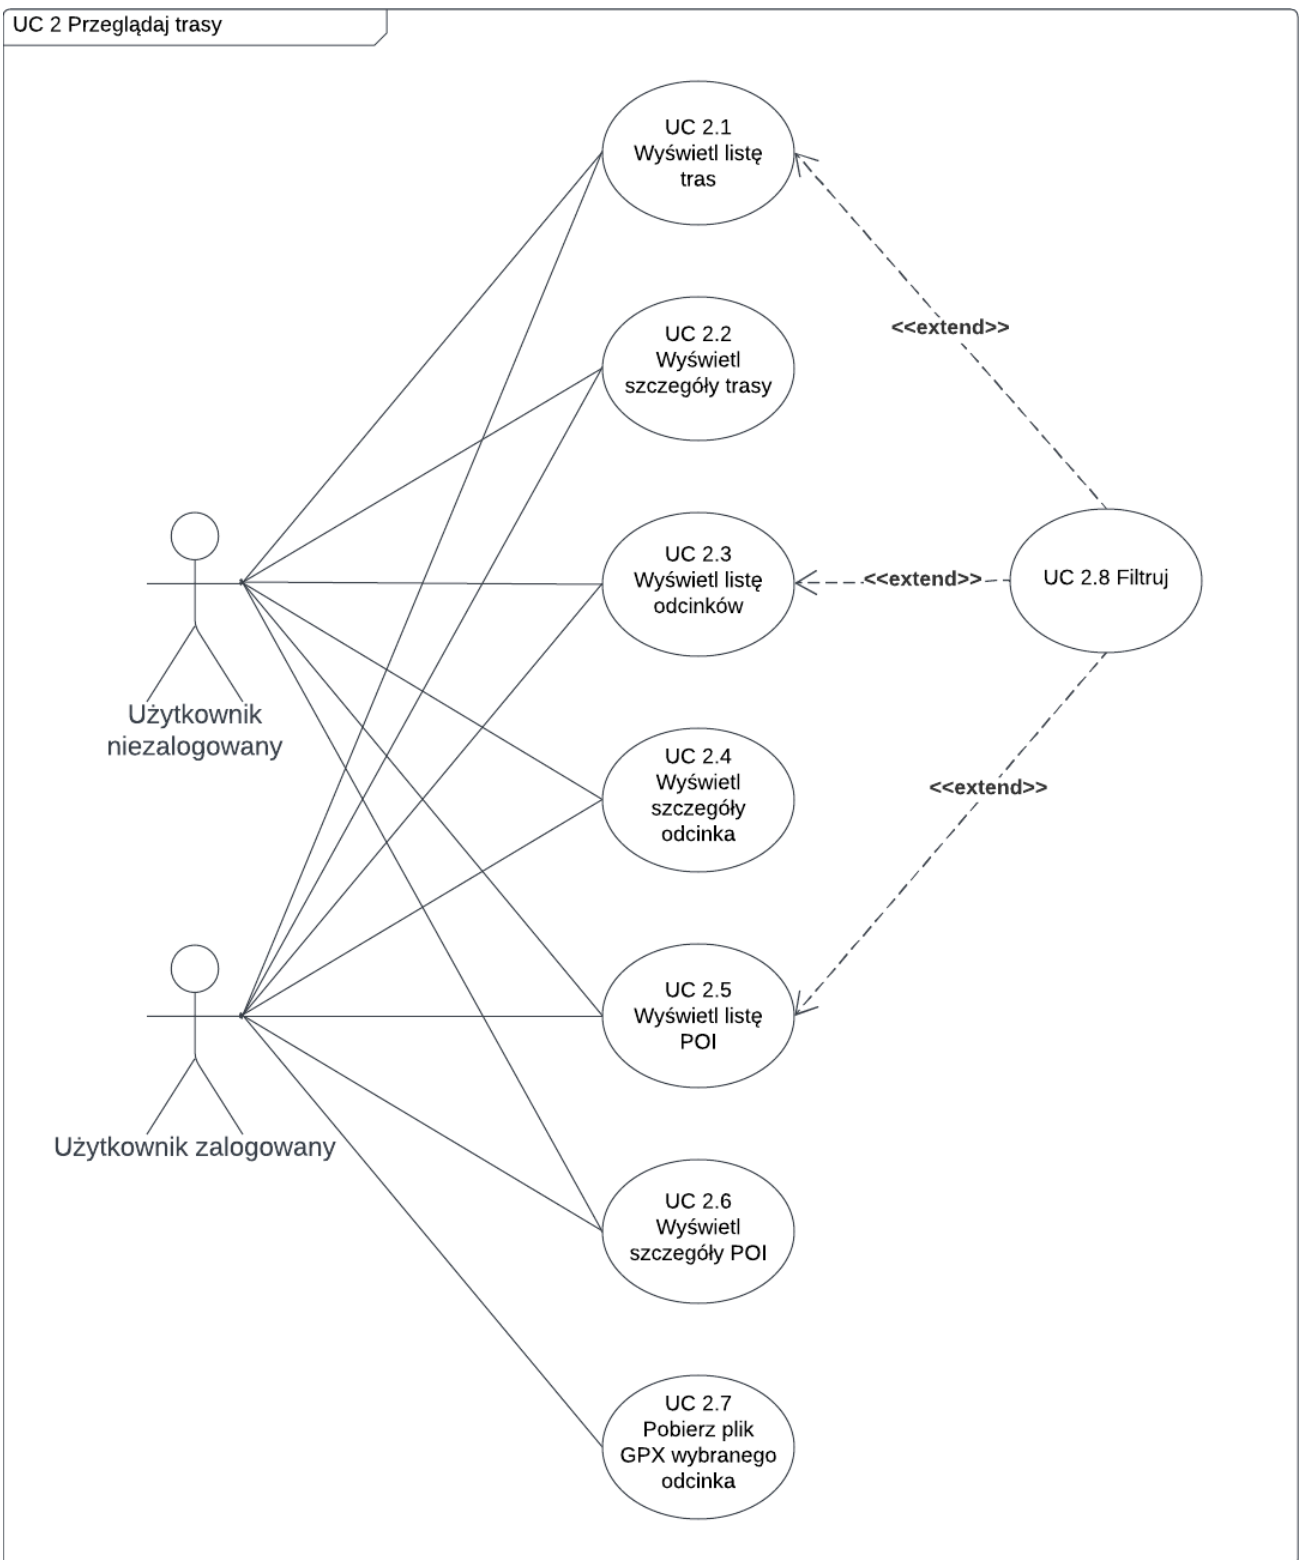 UC 2 Przeglądaj trasy
UC 2.1
Wyświetl listę
tras
<<extend>>
UC 2.2
Wyświetl
szczegóły trasy
UC 2.3
Wyświetl listę
odcinków
<<extend>>
UC 2.8 Filtruj
Użytkownik
niezalogowany
UC 2.4
Wyświetl
szczegóły
odcinka
<<extend>>
UC 2.5
Wyświetl listę
POI
Użytkownik zalogowany
UC 2.6
Wyświetl
szczegóły POI
UC 2.7
Pobierz plik
GPX wybranego
odcinka